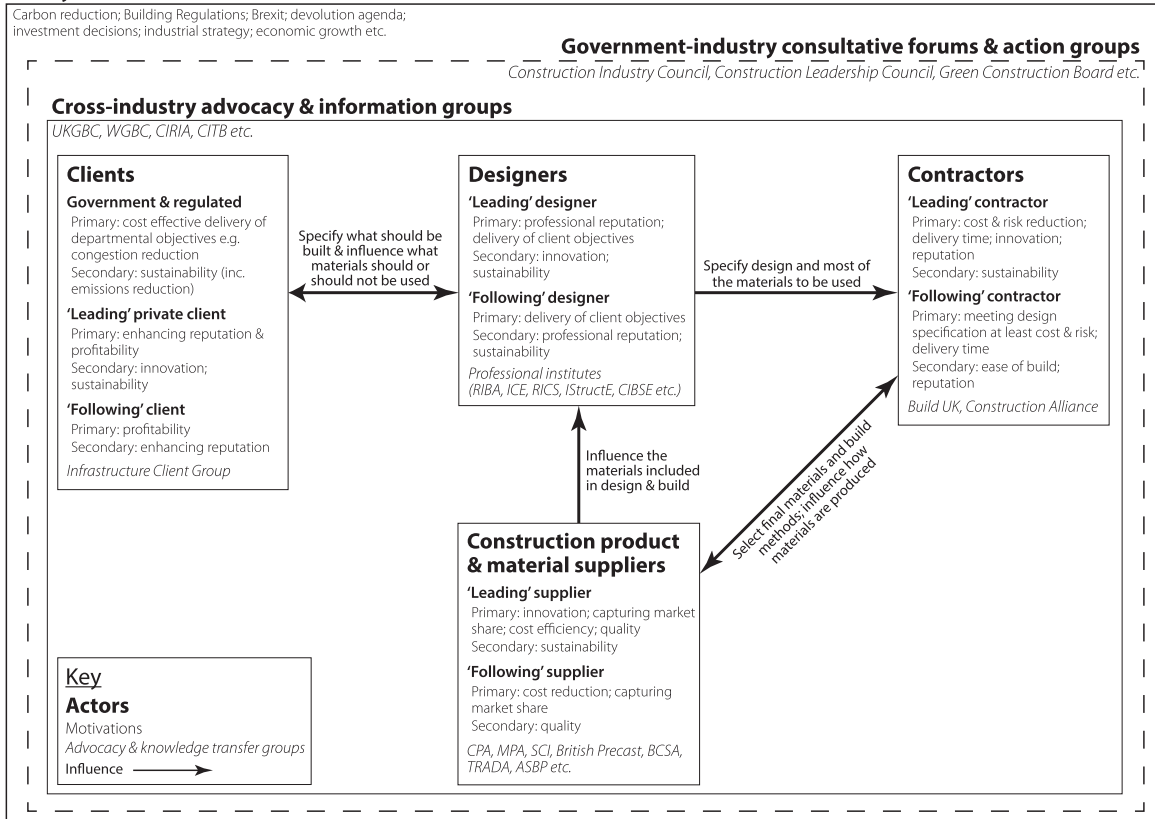 Carbon reduction; Building Regulations; Brexit; devolution agenda;
investment decisions; industrial strategy; economic growth etc.
Government-industry consultative forums & action groups
Construction Industry Council, Construction Leadership Council, Green Construction Board etc.
Cross-industry advocacy & information groups
UKGBC, WGBC, CIRIA, CITB etc.
Clients
Government & regulated
Primary: cost effective delivery of
departmental objectives e.g.
congestion reduction
Secondary: sustainability (inc.
emissions reduction)
‘Leading’ private client
Primary: enhancing reputation &
profitability
Secondary: innovation;
sustainability
‘Following’ client
Primary: profitability
Secondary: enhancing reputation
Infrastructure Client Group
Specify what should be
built & influence what
materials should or
should not be used
Designers
‘Leading’ designer
Primary: professional reputation;
delivery of client objectives
Secondary: innovation;
sustainability
‘Following’ designer
Primary: delivery of client objectives
Secondary: professional reputation;
sustainability
Professional institutes
(RIBA, ICE, RICS, IStructE, CIBSE etc.)
Specify design and most of
the materials to be used
Contractors
‘Leading’ contractor
Primary: cost & risk reduction;
delivery time; innovation;
reputation
Secondary: sustainability
‘Following’ contractor
Primary: meeting design
specification at least cost & risk;
delivery time
Secondary: ease of build;
reputation
Build UK, Construction Alliance
Influence the
materials included
in design & build
Select final materials and build
methods; influence how
materials are produced
Construction product
& material suppliers
‘Leading’ supplier
Primary: innovation; capturing market
share; cost efficiency; quality
Secondary: sustainability
‘Following’ supplier
Primary: cost reduction; capturing
market share
Secondary: quality
CPA, MPA, SCI, British Precast, BCSA,
TRADA, ASBP etc.
Key
Actors
Motivations
Advocacy & knowledge transfer groups
Influence